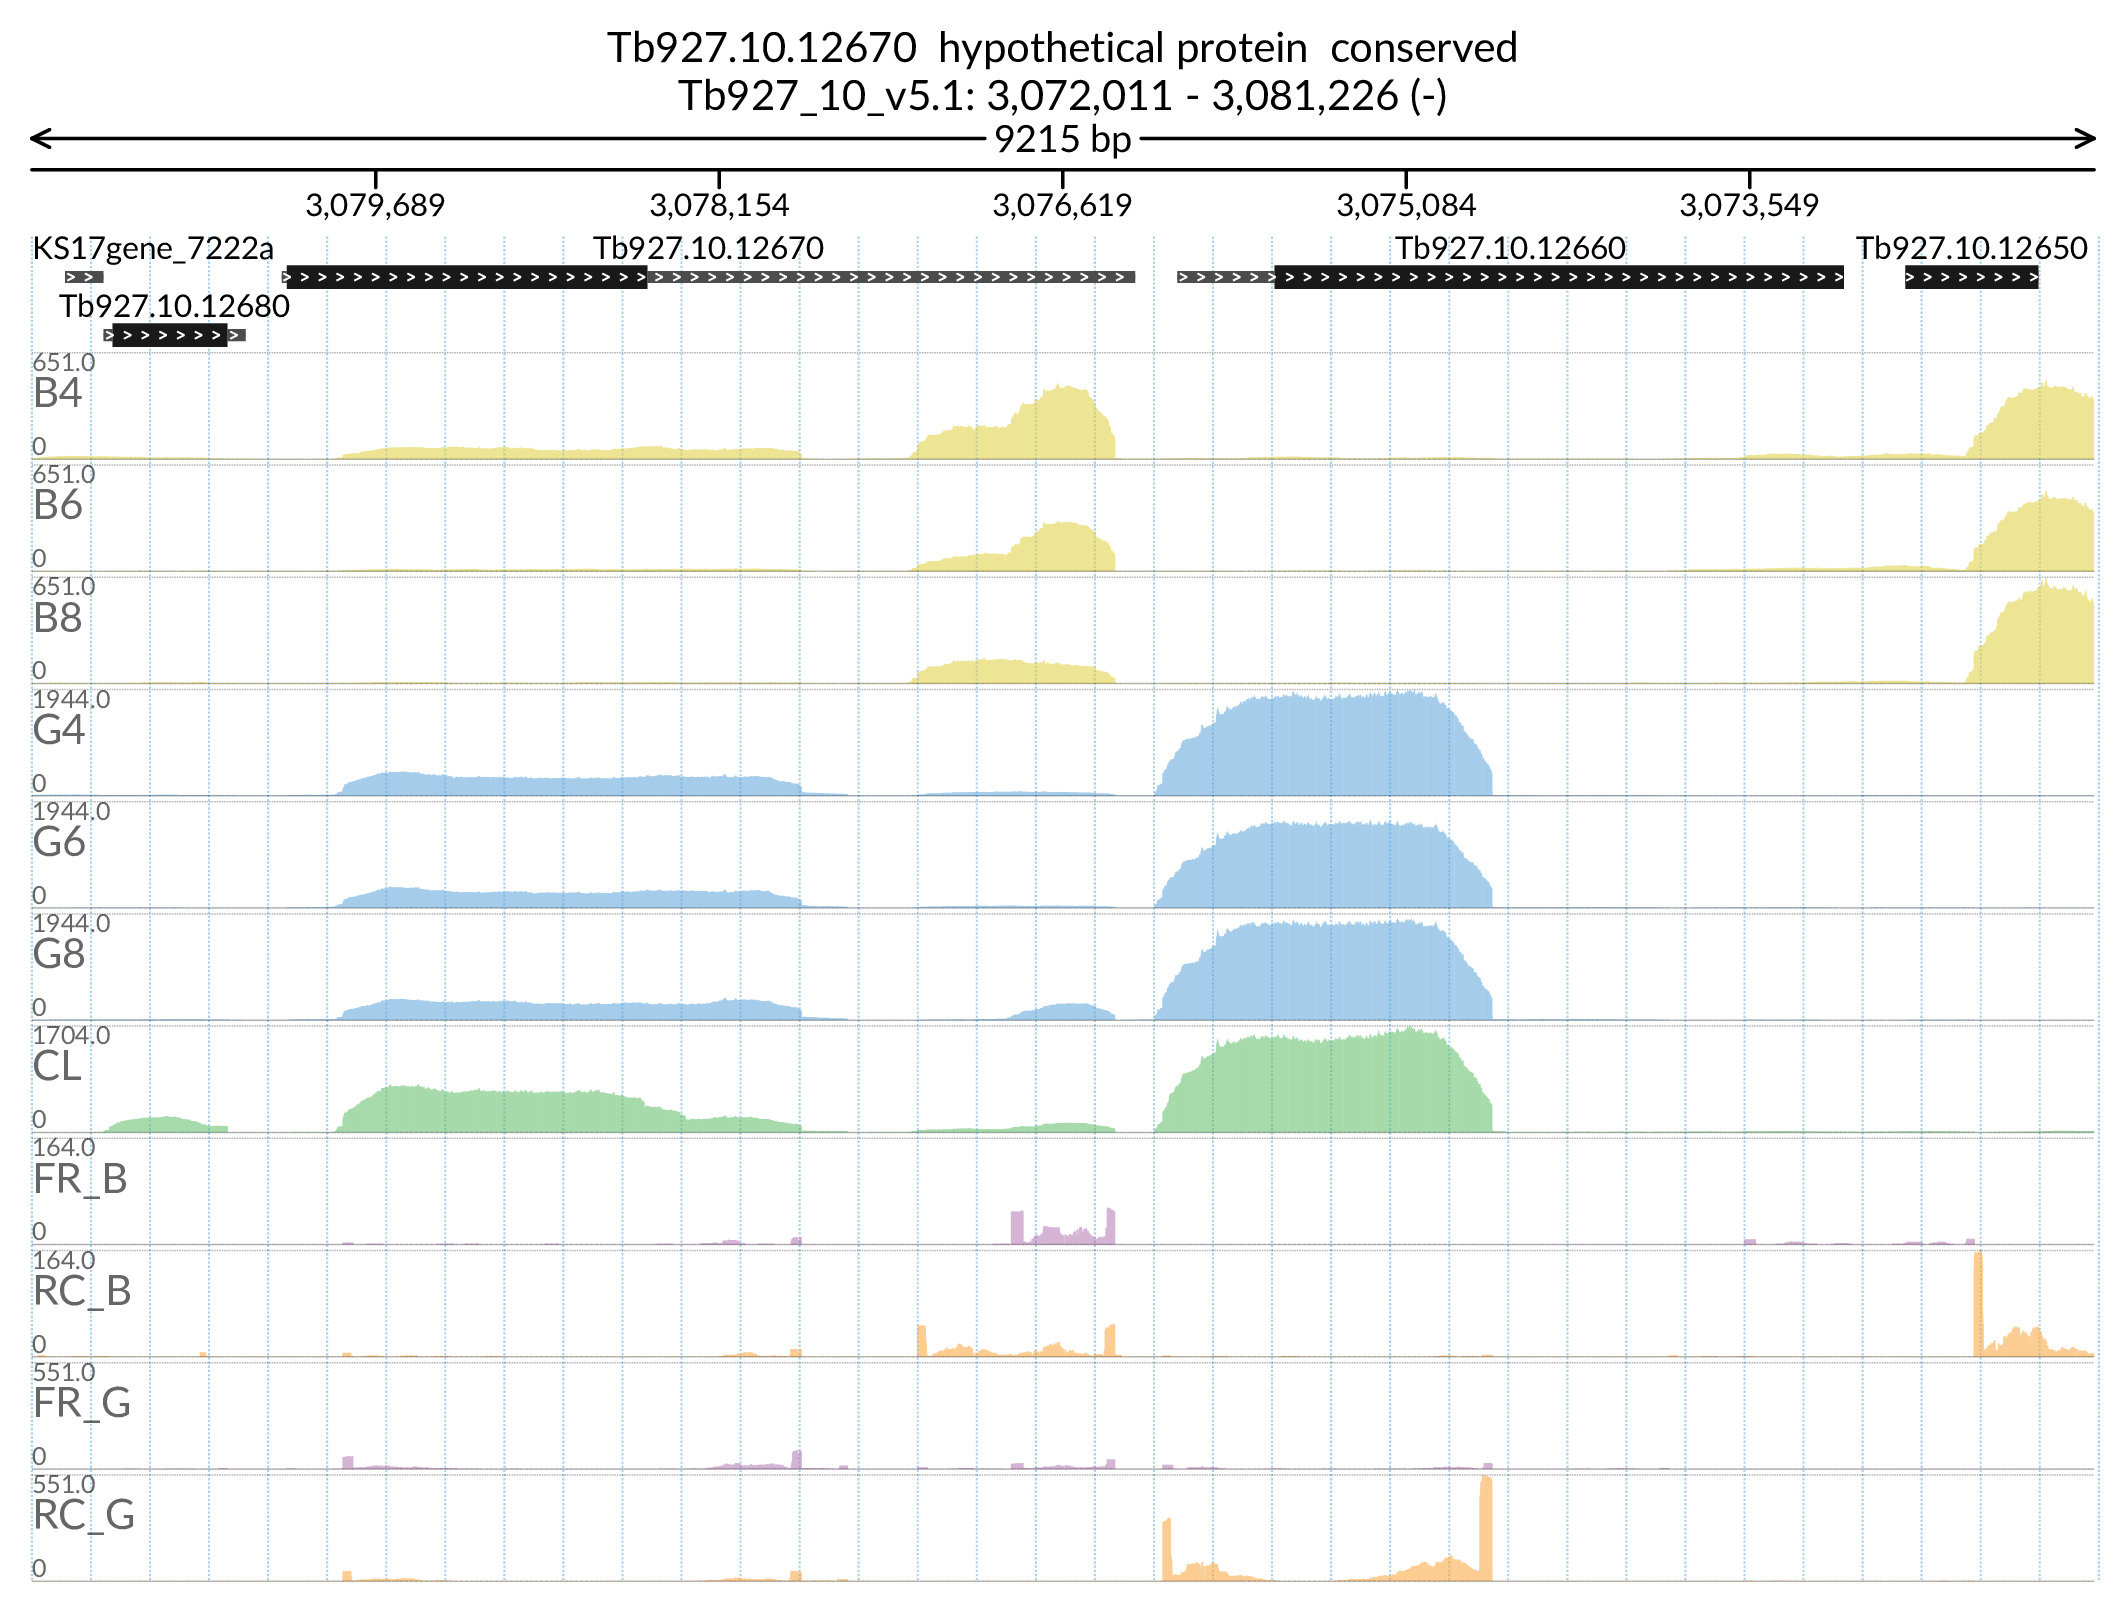 Tb927.10.12670 hypothetical protein conserved
Tb927_10_v5.1: 3,072,011 - 3,081,226 (-)
9215 bp
3,079,689 3,078,154 3,076,619 3,075,084 3,073,549
KS17gene_7222a Tb927.10.12670 Tb927.10.12660 Tb927.10.12650
Tb927.10.12680
651.0
B4
0
651.0
B6
0
651.0
B8
0
1944.0
G4
0
1944.0
G6
0
1944.0
G8
0
1704.0
CL
0
164.0
FR_B
0
164.0
RC_B
0
551.0
FR_G
0
551.0
RC_G
0